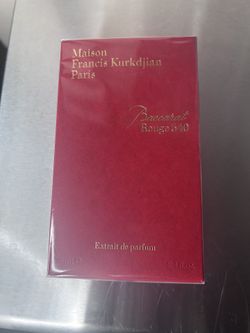 Maison
Francis Kurkdjian
Paris
Baccarat
Rouge 540
Extrait de parfum